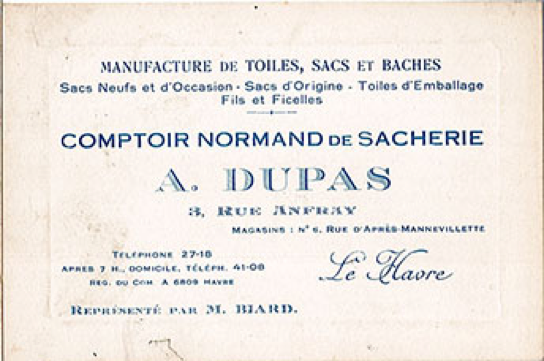 MANUFACTURE DE TOILES, SACS ET BACHES
Sacs Neufs et d'Occasion - Sacs d'Origine - Toiles d'Emballage
Fils et Ficelles
COMPTOIR NORMAND DE SACHERIE
A. DUPAS
3, RUE ANFRAY
MAGASINS : N° 6, RUE D'APRÈS-MANNEVILLETTE
TÉLÉPHONE 27-18
APRES 7 H., DOMICILE, TÉLÉPH. 41-08
REG. DU COM. A 6809 HAVRE
Le Havre
REPRÉSENTÉ PAR M. BIARD.